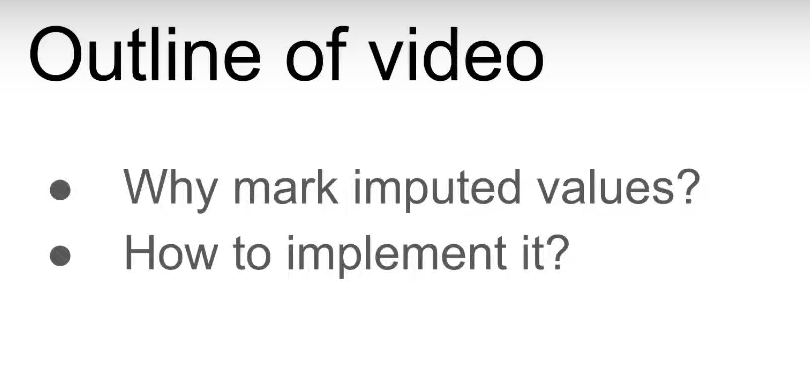 Outline of video
● Why mark imputed values?
● How to implement it?